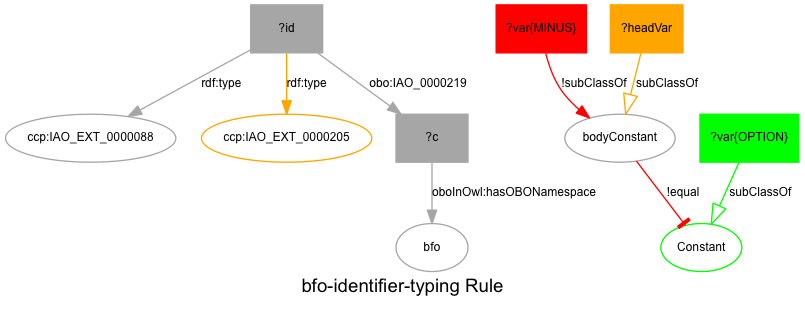 ?id
?var{MINUS}
?headVar
rdf:type
rdf:type
obo:IAO_0000219
!subClassOf
subClassOf
ccp:IAO_EXT_0000088
ccp:IAO_EXT_0000205
?c
bodyConstant
?var{OPTION}
oboInOwl:hasOBONamespace
!equal
subClassOf
bfo
Constant
bfo-identifier-typing Rule